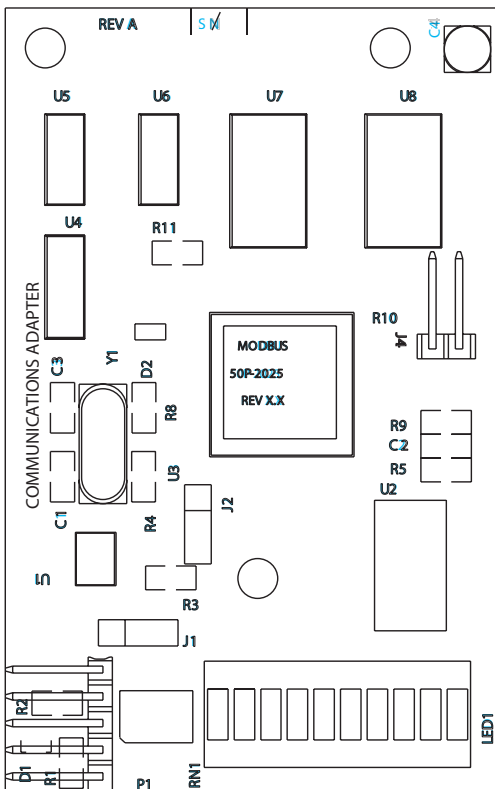 REV A
S N
C4
U5
U6
U7
U8
U4
R11
R10
J4
COMMUNICATIONS ADAPTER
MODBUS
50P-2025
REV X.X
C3
Y1
D2
R8
R9
C2
R5
U2
U3
C1
R4
J2
U1
R3
J1
R2
D1
R1
P1
RN1
LED1